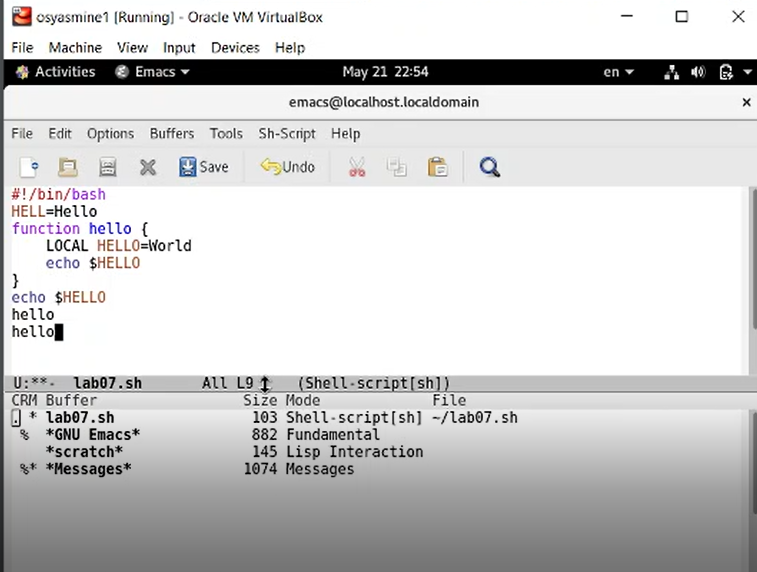 osyasmine1 [Running] - Oracle VM VirtualBox
File Machine View Input Devices Help
Activities Emacs May 21 22:54 en
emacs@localhost.localdomain
File Edit Options Buffers Tools Sh-Script Help
Save Undo
#!/bin/bash
HELL=Hello
function hello {
    LOCAL HELLO=World
    echo $HELLO
}
echo $HELLO
hello
hello
U:**- lab07.sh All L9 (Shell-script[sh])
CRM Buffer Size Mode File
. * lab07.sh 103 Shell-script[sh] ~/lab07.sh
% *GNU Emacs* 882 Fundamental
*scratch* 145 Lisp Interaction
%* *Messages* 1074 Messages